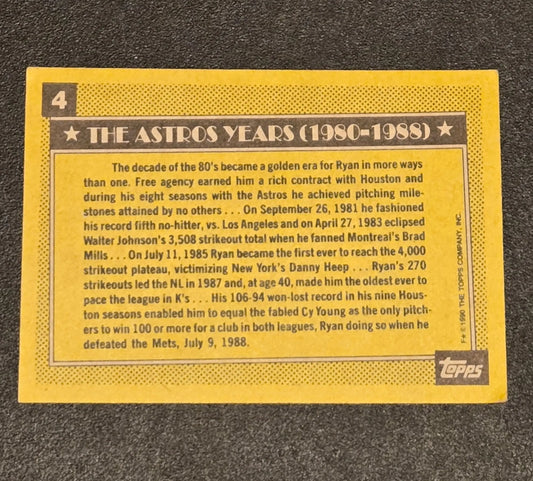 4
★ THE ASTROS YEARS (1980-1988) ★
The decade of the 80's became a golden era for Ryan in more ways
than one. Free agency earned him a rich contract with Houston and
during his eight seasons with the Astros he achieved pitching mile-
stones attained by no others . . . On September 26, 1981 he fashioned
his record fifth no-hitter, vs. Los Angeles and on April 27, 1983 eclipsed
Walter Johnson's 3,508 strikeout total when he fanned Montreal's Brad
Mills . . . On July 11, 1985 Ryan became the first ever to reach the 4,000
strikeout plateau, victimizing New York's Danny Heep . . . Ryan's 270
strikeouts led the NL in 1987 and, at age 40, made him the oldest ever to
pace the league in K's . . . His 106-94 won-lost record in his nine Hous-
ton seasons enabled him to equal the fabled Cy Young as the only pitch-
ers to win 100 or more for a club in both leagues, Ryan doing so when he
defeated the Mets, July 9, 1988.
F★ © 1990 THE TOPPS COMPANY, INC.
topps